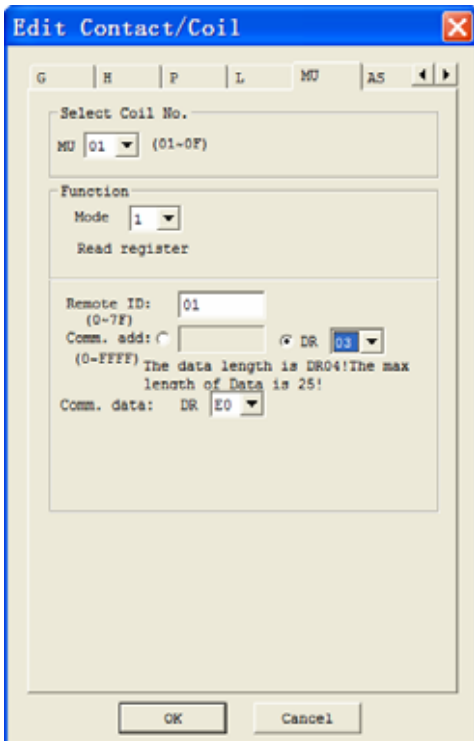 Edit Contact/Coil
G H P L MU AS
Select Coil No.
MU 01 (01~0F)
Function
Mode 1
Read register
Remote ID: 01
(0~7F)
Comm. add: DR 03
(0~FFFF) The data length is DR04!The max
length of Data is 25!
Comm. data: DR E0
OK Cancel